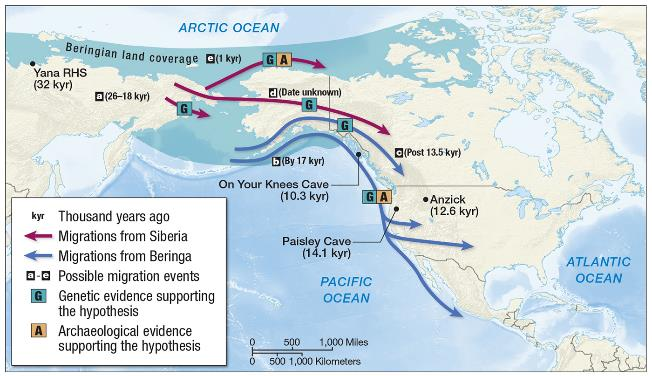 ARCTIC OCEAN
Beringian land coverage
e (1 kyr)
G A
Yana RHS
(32 kyr)
a (26–18 kyr)
G
d (Date unknown)
G
G
c (Post 13.5 kyr)
b (By 17 kyr)
On Your Knees Cave
(10.3 kyr)
G A
Anzick
(12.6 kyr)
Paisley Cave
(14.1 kyr)
PACIFIC
OCEAN
ATLANTIC
OCEAN
kyr Thousand years ago
Migrations from Siberia
Migrations from Beringa
a - e Possible migration events
G Genetic evidence supporting
the hypothesis
A Archaeological evidence
supporting the hypothesis
0 500 1,000 Miles
0 500 1,000 Kilometers